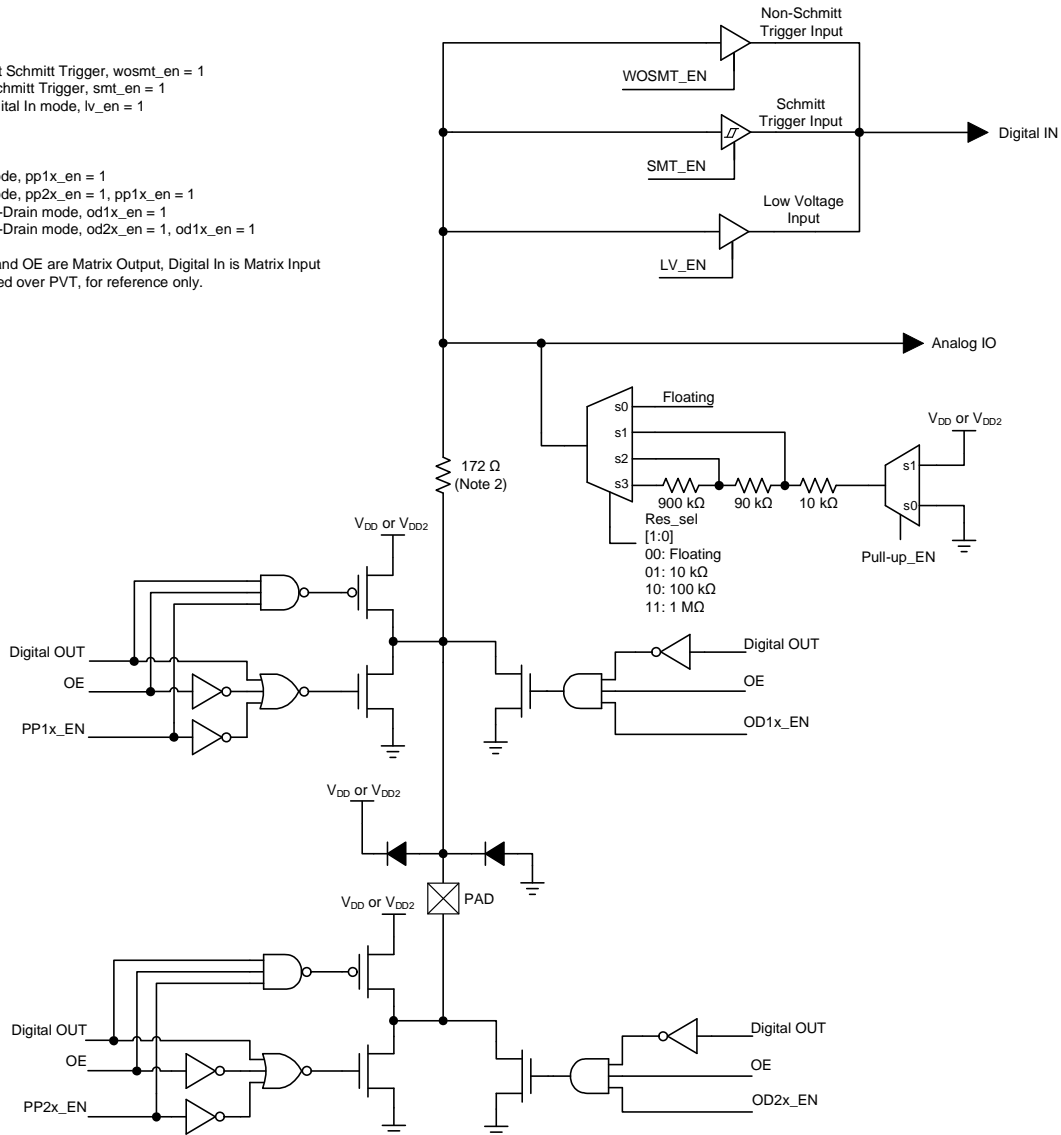 t Schmitt Trigger, wosmt_en = 1
chmitt Trigger, smt_en = 1
ital In mode, lv_en = 1
ode, pp1x_en = 1
ode, pp2x_en = 1, pp1x_en = 1
-Drain mode, od1x_en = 1
-Drain mode, od2x_en = 1, od1x_en = 1
and OE are Matrix Output, Digital In is Matrix Input
ed over PVT, for reference only.
Non-Schmitt
Trigger Input
WOSMT_EN
Schmitt
Trigger Input
Digital IN
SMT_EN
Low Voltage
Input
LV_EN
Analog IO
Floating
s0
s1
s2
s3
VDD or VDD2
s1
s0
900 kΩ
90 kΩ
10 kΩ
Pull-up_EN
Res_sel
[1:0]
00: Floating
01: 10 kΩ
10: 100 kΩ
11: 1 MΩ
172 Ω
(Note 2)
VDD or VDD2
Digital OUT
OE
PP1x_EN
Digital OUT
OE
OD1x_EN
VDD or VDD2
PAD
VDD or VDD2
Digital OUT
OE
PP2x_EN
Digital OUT
OE
OD2x_EN